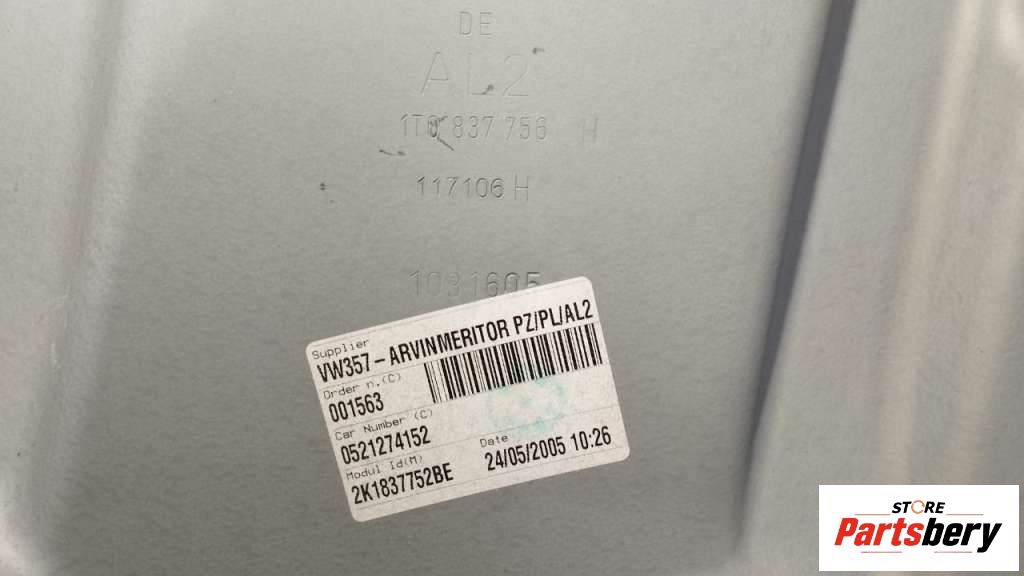 DE
AL2
1T0 837 756 H
117106 H
1031605
Supplier
VW357-ARVINMERITOR PZ/PL/AL2
Order n.(C)
001563
Car Number (C)
0521274152
Modul Id(M)
2K1837752BE
Date
24/05/2005 10:26
STORE
Partsbery